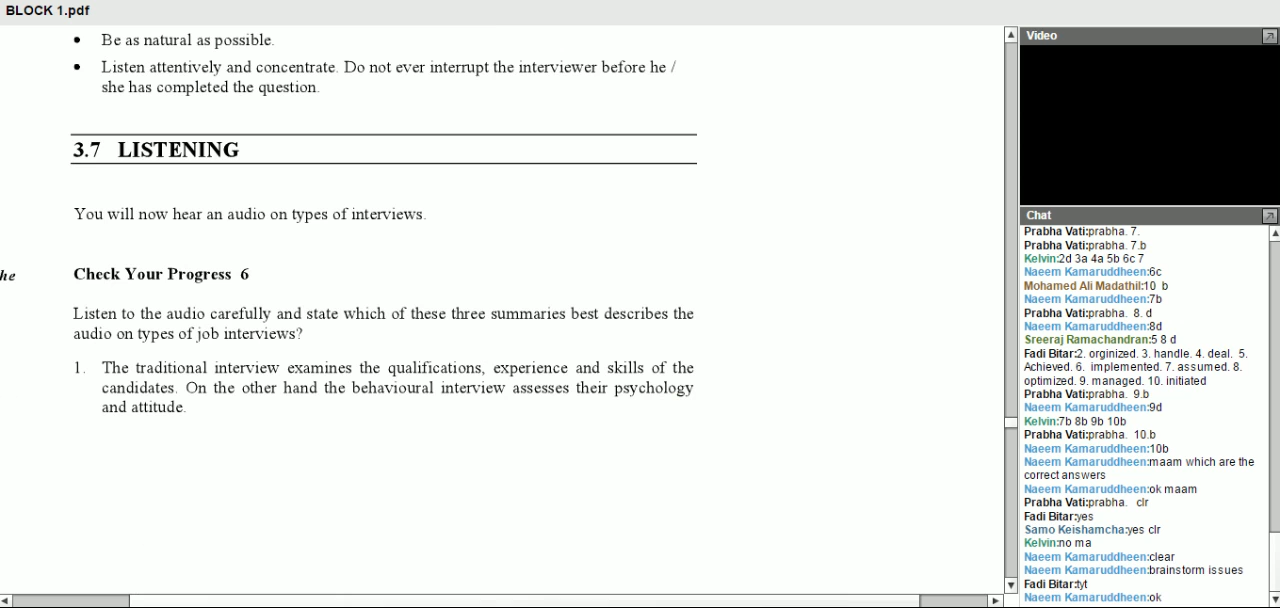 BLOCK 1.pdf
• Be as natural as possible.
• Listen attentively and concentrate. Do not ever interrupt the interviewer before he /
she has completed the question.
3.7 LISTENING
You will now hear an audio on types of interviews.
he
Check Your Progress 6
Listen to the audio carefully and state which of these three summaries best describes the
audio on types of job interviews?
1. The traditional interview examines the qualifications, experience and skills of the
candidates. On the other hand the behavioural interview assesses their psychology
and attitude.
Video
Chat
Prabha Vati:prabha. 7.
Prabha Vati:prabha. 7.b
Kelvin:2d 3a 4a 5b 6c 7
Naeem Kamaruddheen:6c
Mohamed Ali Madathil:10 b
Naeem Kamaruddheen:7b
Prabha Vati:prabha. 8. d
Naeem Kamaruddheen:8d
Sreeraj Ramachandran:5 8 d
Fadi Bitar:2. orginized. 3. handle. 4. deal. 5.
Achieved. 6. implemented. 7. assumed. 8.
optimized. 9. managed. 10. initiated
Prabha Vati:prabha. 9.b
Naeem Kamaruddheen:9d
Kelvin:7b 8b 9b 10b
Prabha Vati:prabha. 10.b
Naeem Kamaruddheen:10b
Naeem Kamaruddheen:maam which are the
correct answers
Naeem Kamaruddheen:ok maam
Prabha Vati:prabha. clr
Fadi Bitar:yes
Samo Keishamcha:yes clr
Kelvin:no ma
Naeem Kamaruddheen:clear
Naeem Kamaruddheen:brainstorm issues
Fadi Bitar:tyt
Naeem Kamaruddheen:ok